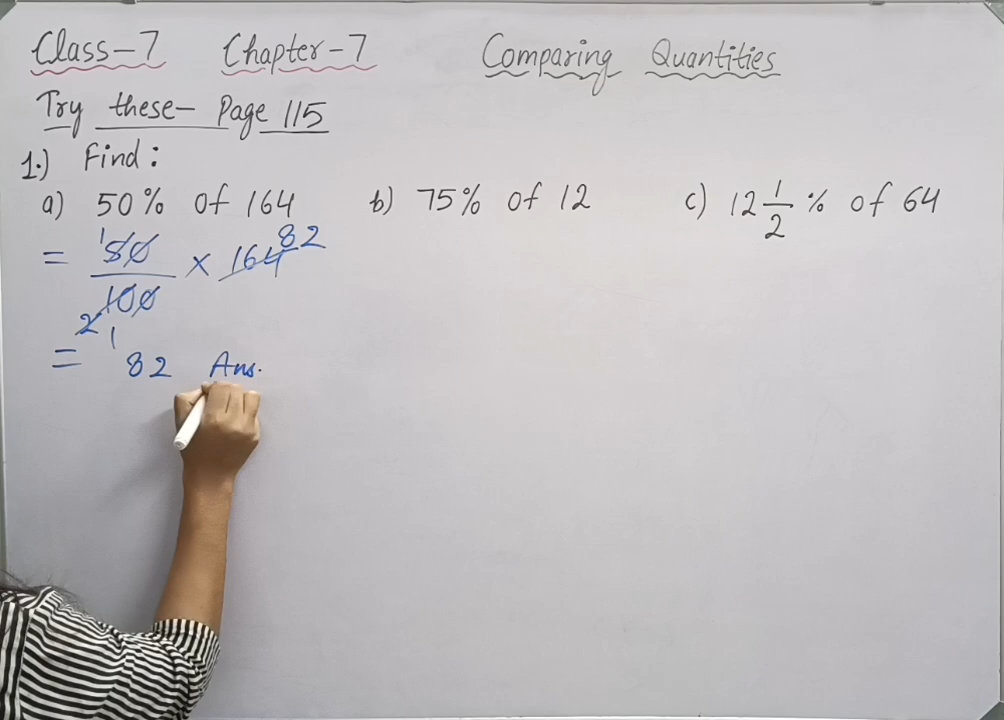 Class-7 Chapter-7 Comparing Quantities
Try these- Page 115
1.) Find :
a) 50% of 164 b) 75% of 12 c) 12 1/2 % of 64
= 1 50/100 2 1 × 164 82
= 82 Ans.